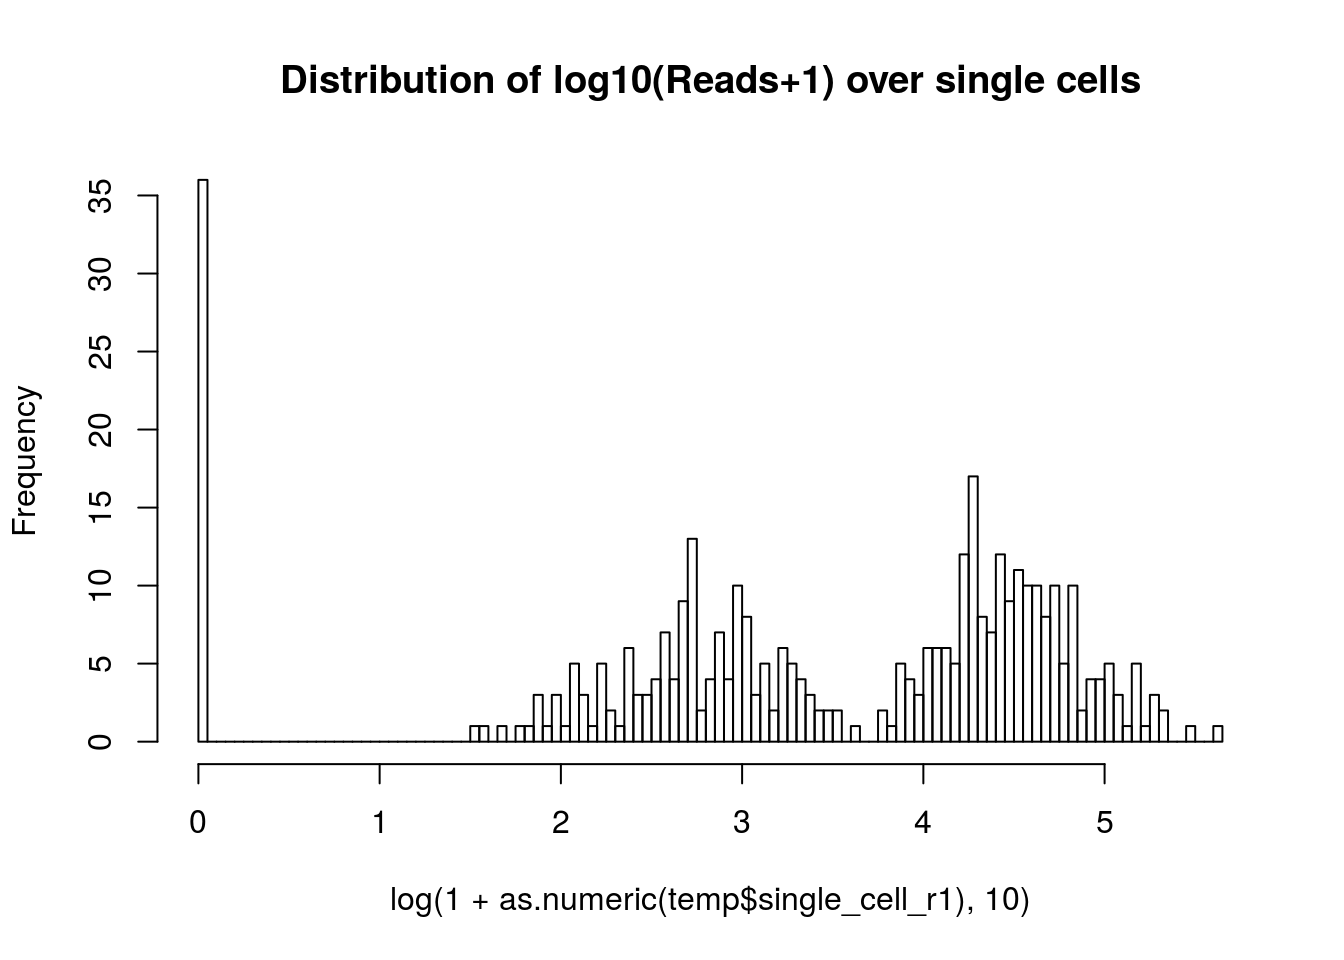 Distribution of log10(Reads+1) over single cells
Frequency
35
30
25
20
15
10
5
0
0 1 2 3 4 5
log(1 + as.numeric(temp$single_cell_r1), 10)